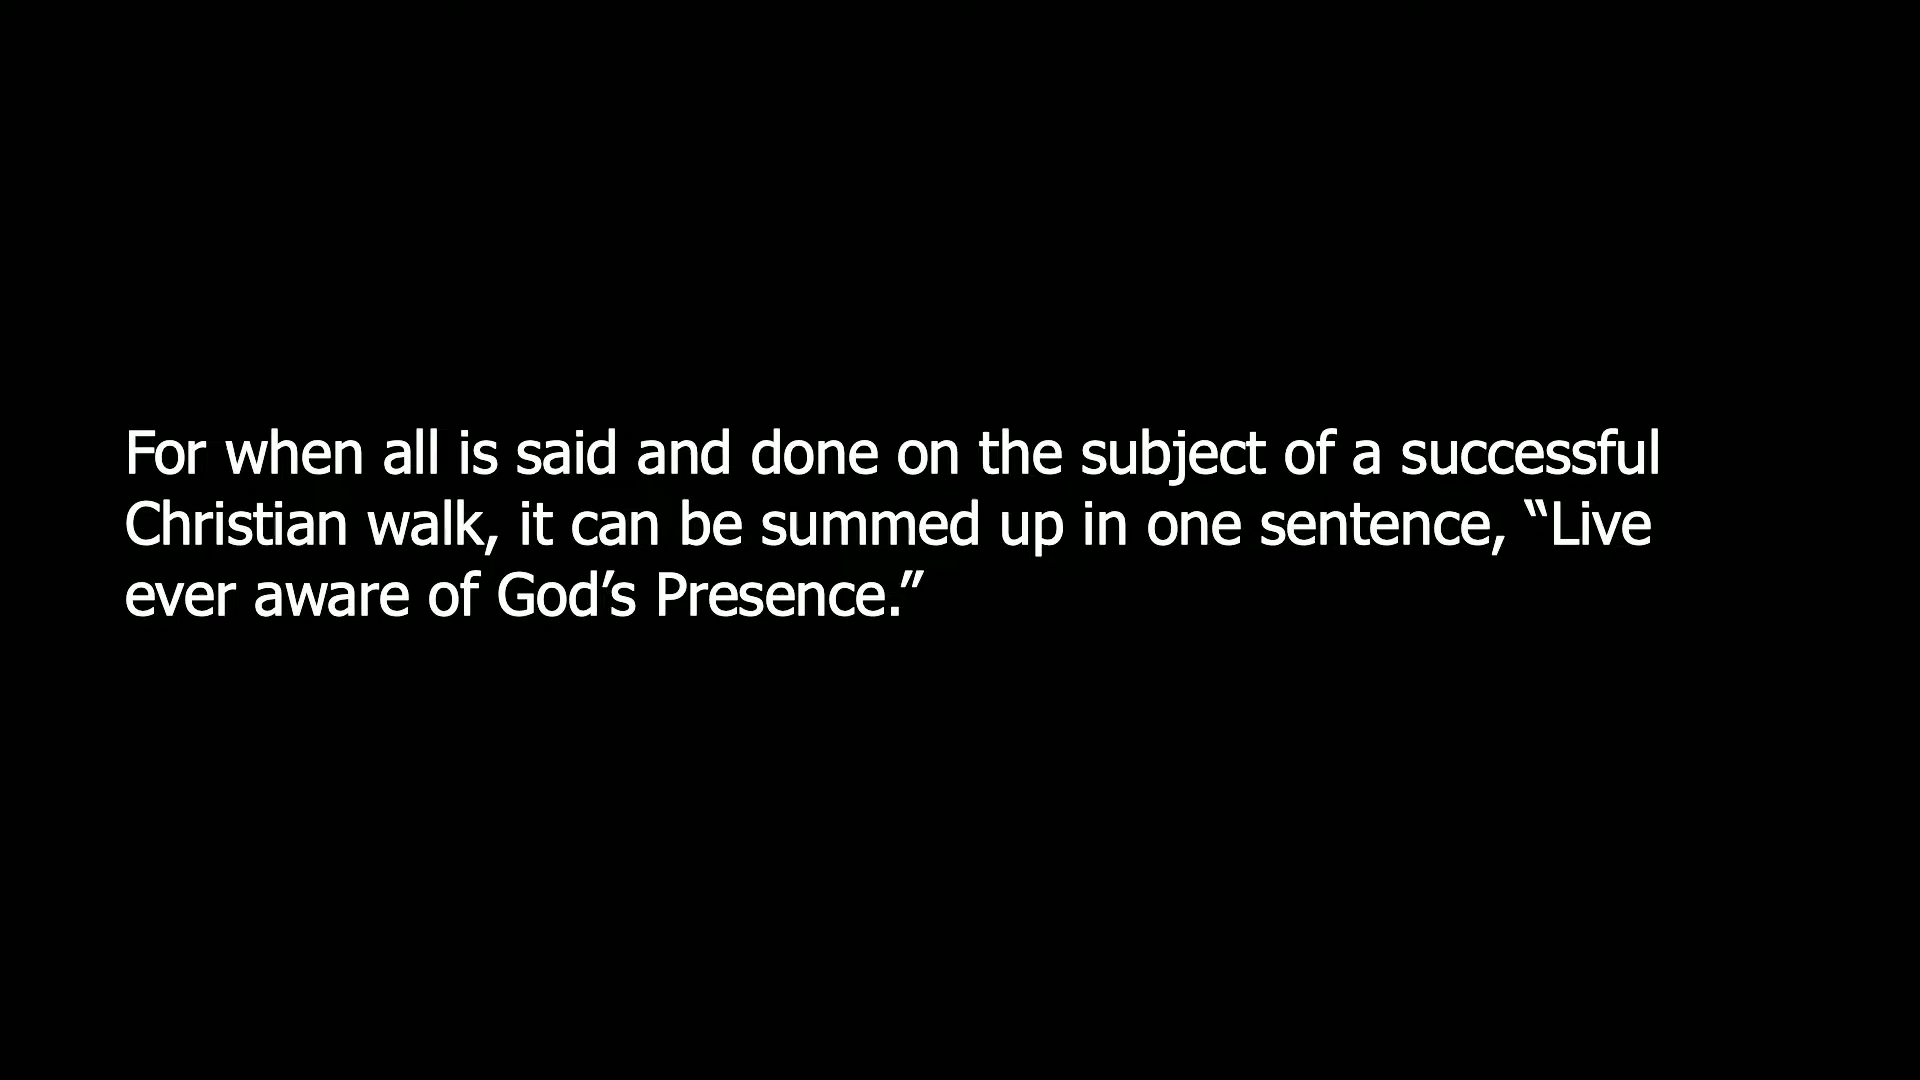 For when all is said and done on the subject of a successful
Christian walk, it can be summed up in one sentence, “Live
ever aware of God’s Presence.”